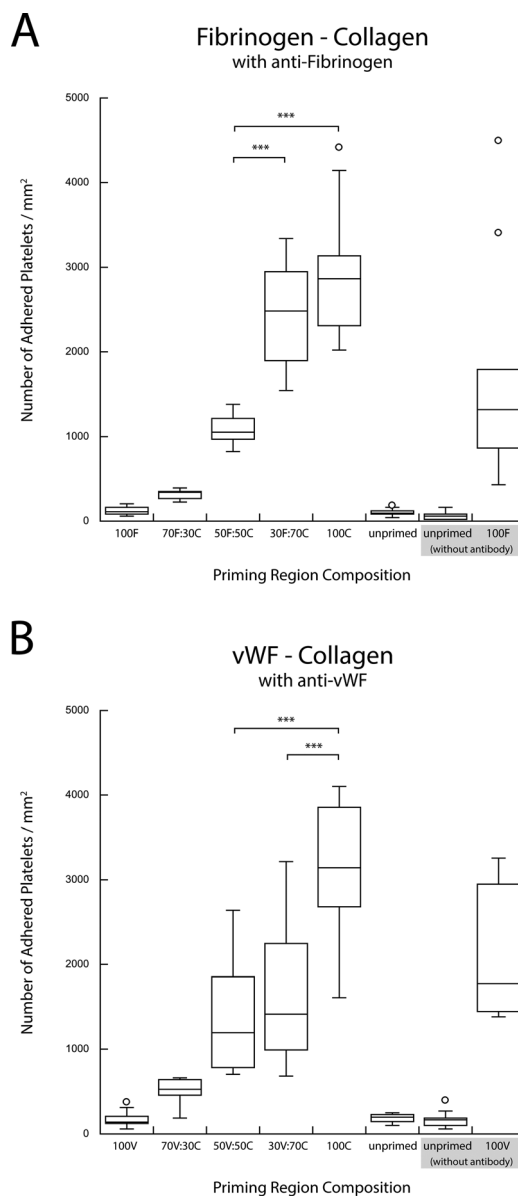 A
Fibrinogen - Collagen
with anti-Fibrinogen
Number of Adhered Platelets / mm²
5000
4000
3000
2000
1000
0
***
***
100F 70F:30C 50F:50C 30F:70C 100C unprimed unprimed 100F
(without antibody)
Priming Region Composition
B
vWF - Collagen
with anti-vWF
Number of Adhered Platelets / mm²
5000
4000
3000
2000
1000
0
***
***
100V 70V:30C 50V:50C 30V:70C 100C unprimed unprimed 100V
(without antibody)
Priming Region Composition